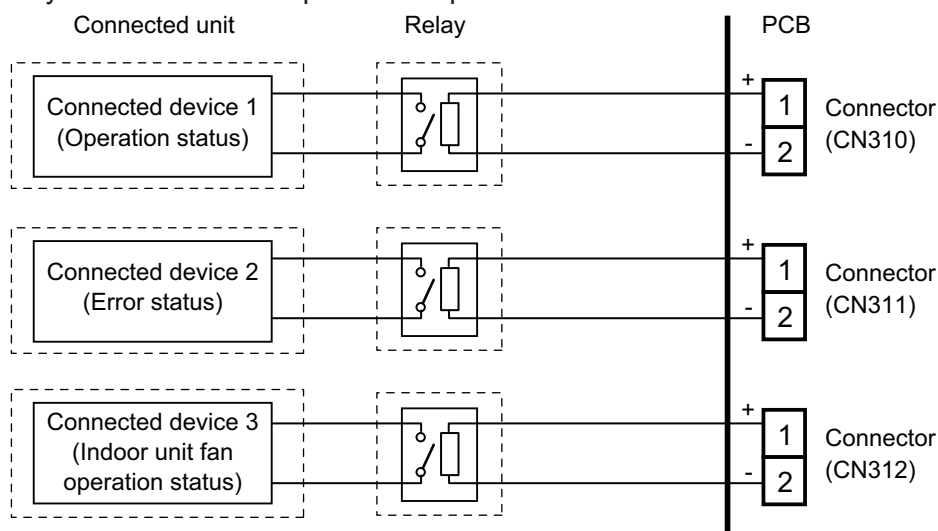 Connected unit Relay PCB
Connected device 1
(Operation status)
+ 1
- 2
Connector
(CN310)
Connected device 2
(Error status)
+ 1
- 2
Connector
(CN311)
Connected device 3
(Indoor unit fan
operation status)
+ 1
- 2
Connector
(CN312)